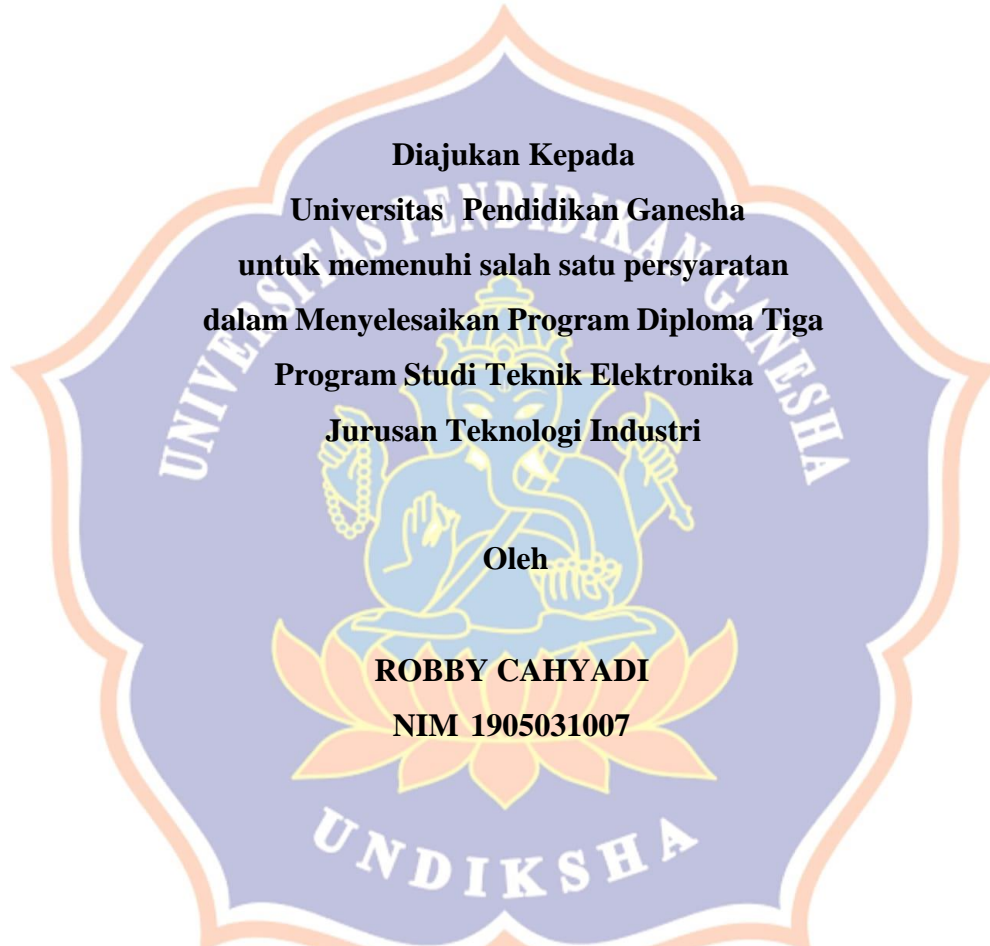 Diajukan Kepada
Universitas Pendidikan Ganesha
untuk memenuhi salah satu persyaratan
dalam Menyelesaikan Program Diploma Tiga
Program Studi Teknik Elektronika
Jurusan Teknologi Industri
Oleh
ROBBY CAHYADI
NIM 1905031007
UNIVERSITAS PENDIDIKAN GANESHA
UNDIKSHA